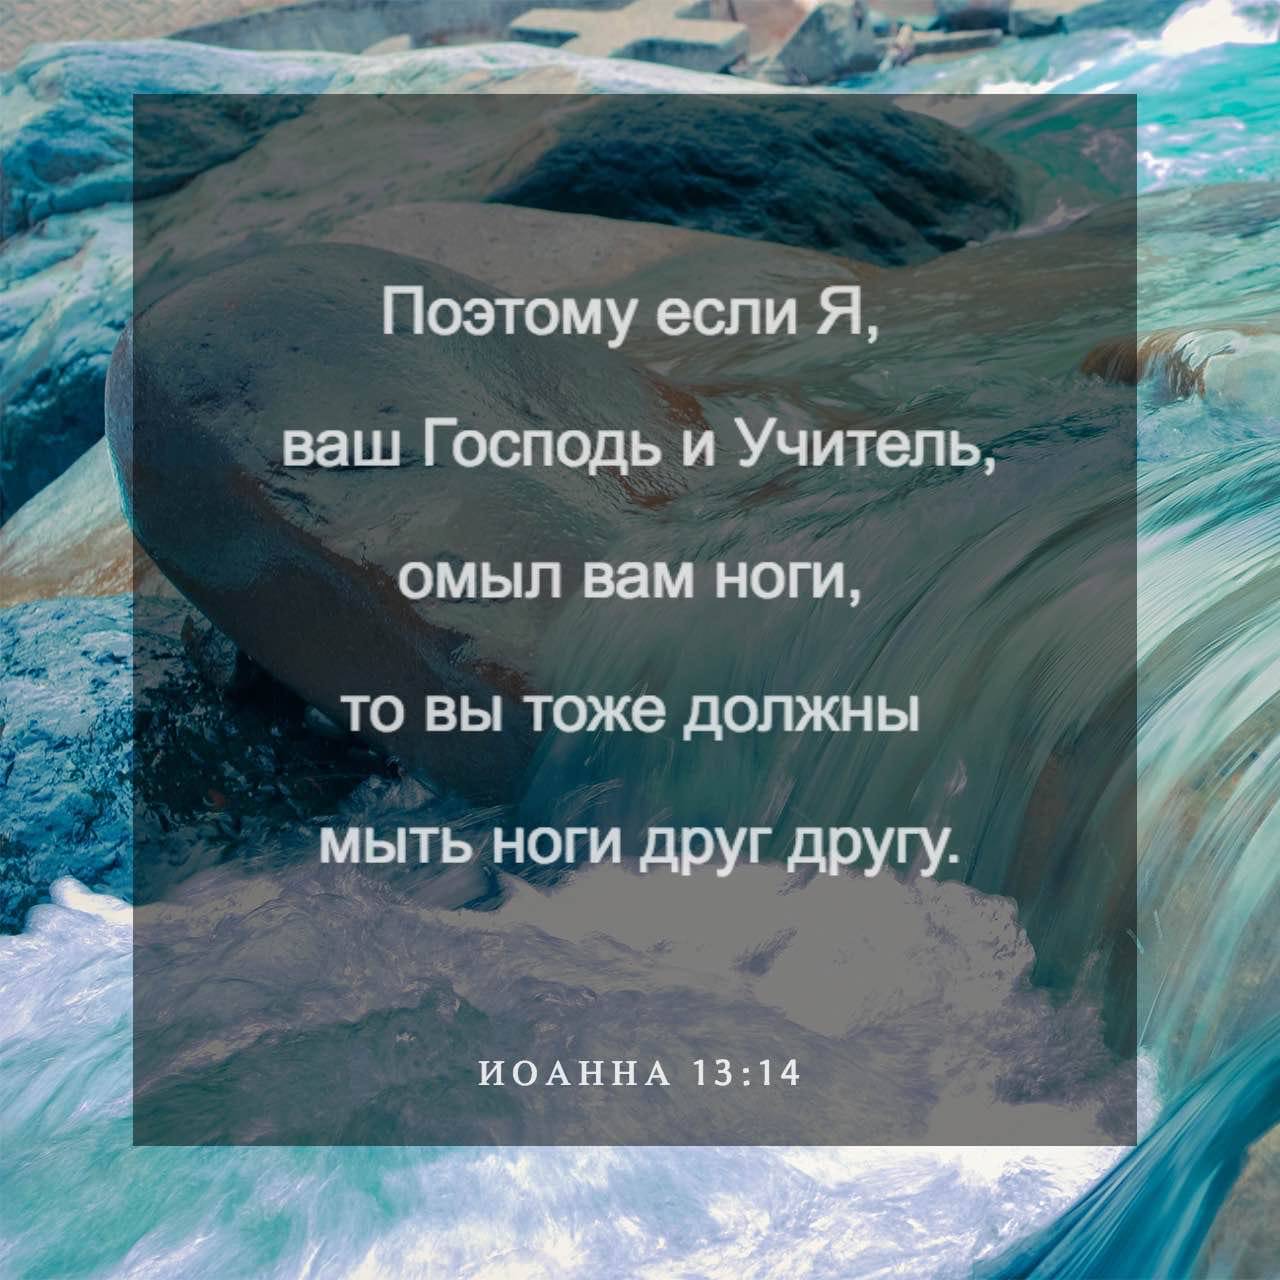 Поэтому если Я,
ваш Господь и Учитель,
омыл вам ноги,
то вы тоже должны
мыть ноги друг другу.
ИОАННА 13:14